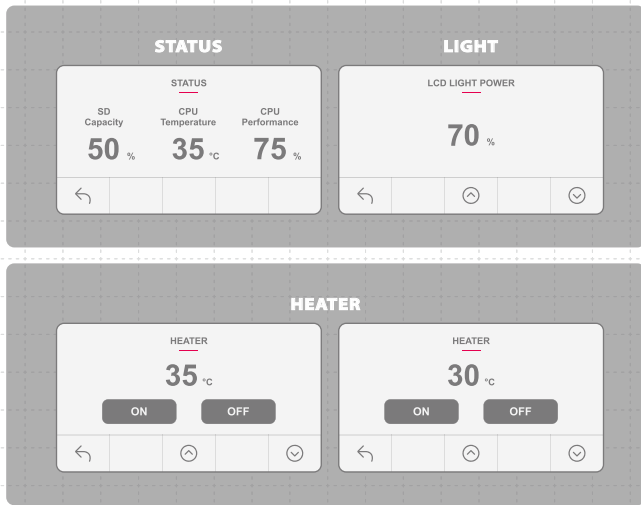 STATUS
LIGHT
STATUS
SD
Capacity
CPU
Temperature
CPU
Performance
50 %
35 °C
75 %
LCD LIGHT POWER
70 %
HEATER
HEATER
35 °C
ON
OFF
HEATER
30 °C
ON
OFF